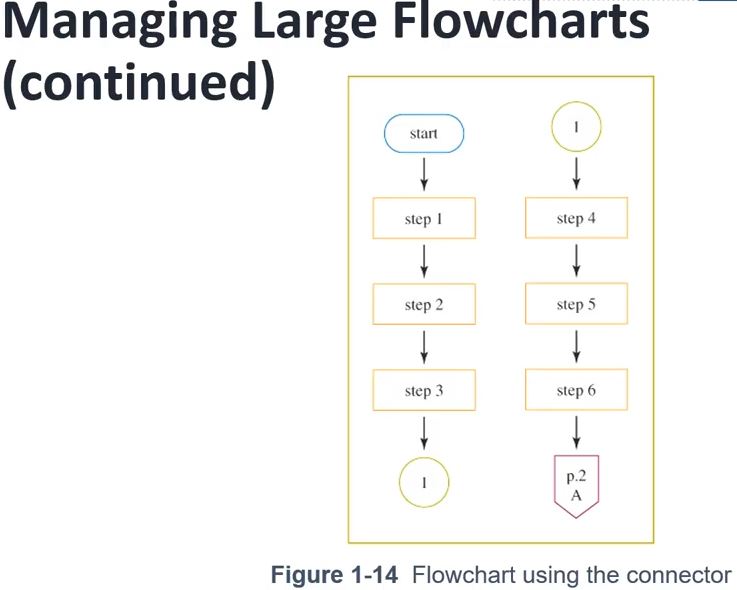 Managing Large Flowcharts
(continued)
start
step 1
step 2
step 3
1
1
step 4
step 5
step 6
p.2
A
Figure 1-14 Flowchart using the connector